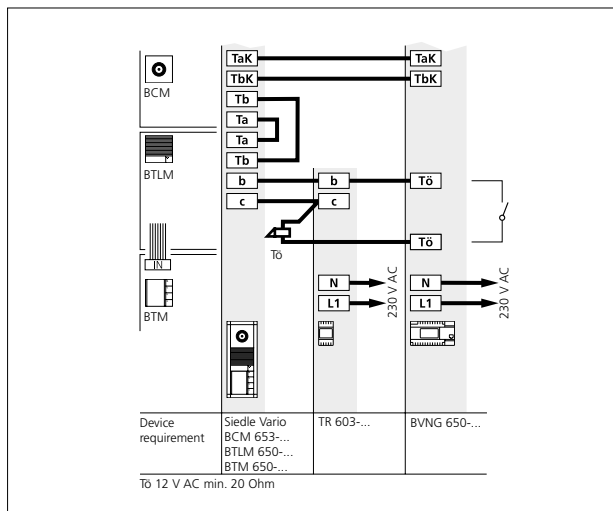 TaK TaK
BCM
TbK TbK
Tb
Ta
Ta
BTLM
Tb
b b Tö
c c
Tö
Tö
IN
N N
BTM
L1 L1
230 V AC 230 V AC
Device requirement
Siedle Vario
BCM 653-...
BTLM 650-...
BTM 650-...
TR 603-...
BVNG 650-...
Tö 12 V AC min. 20 Ohm